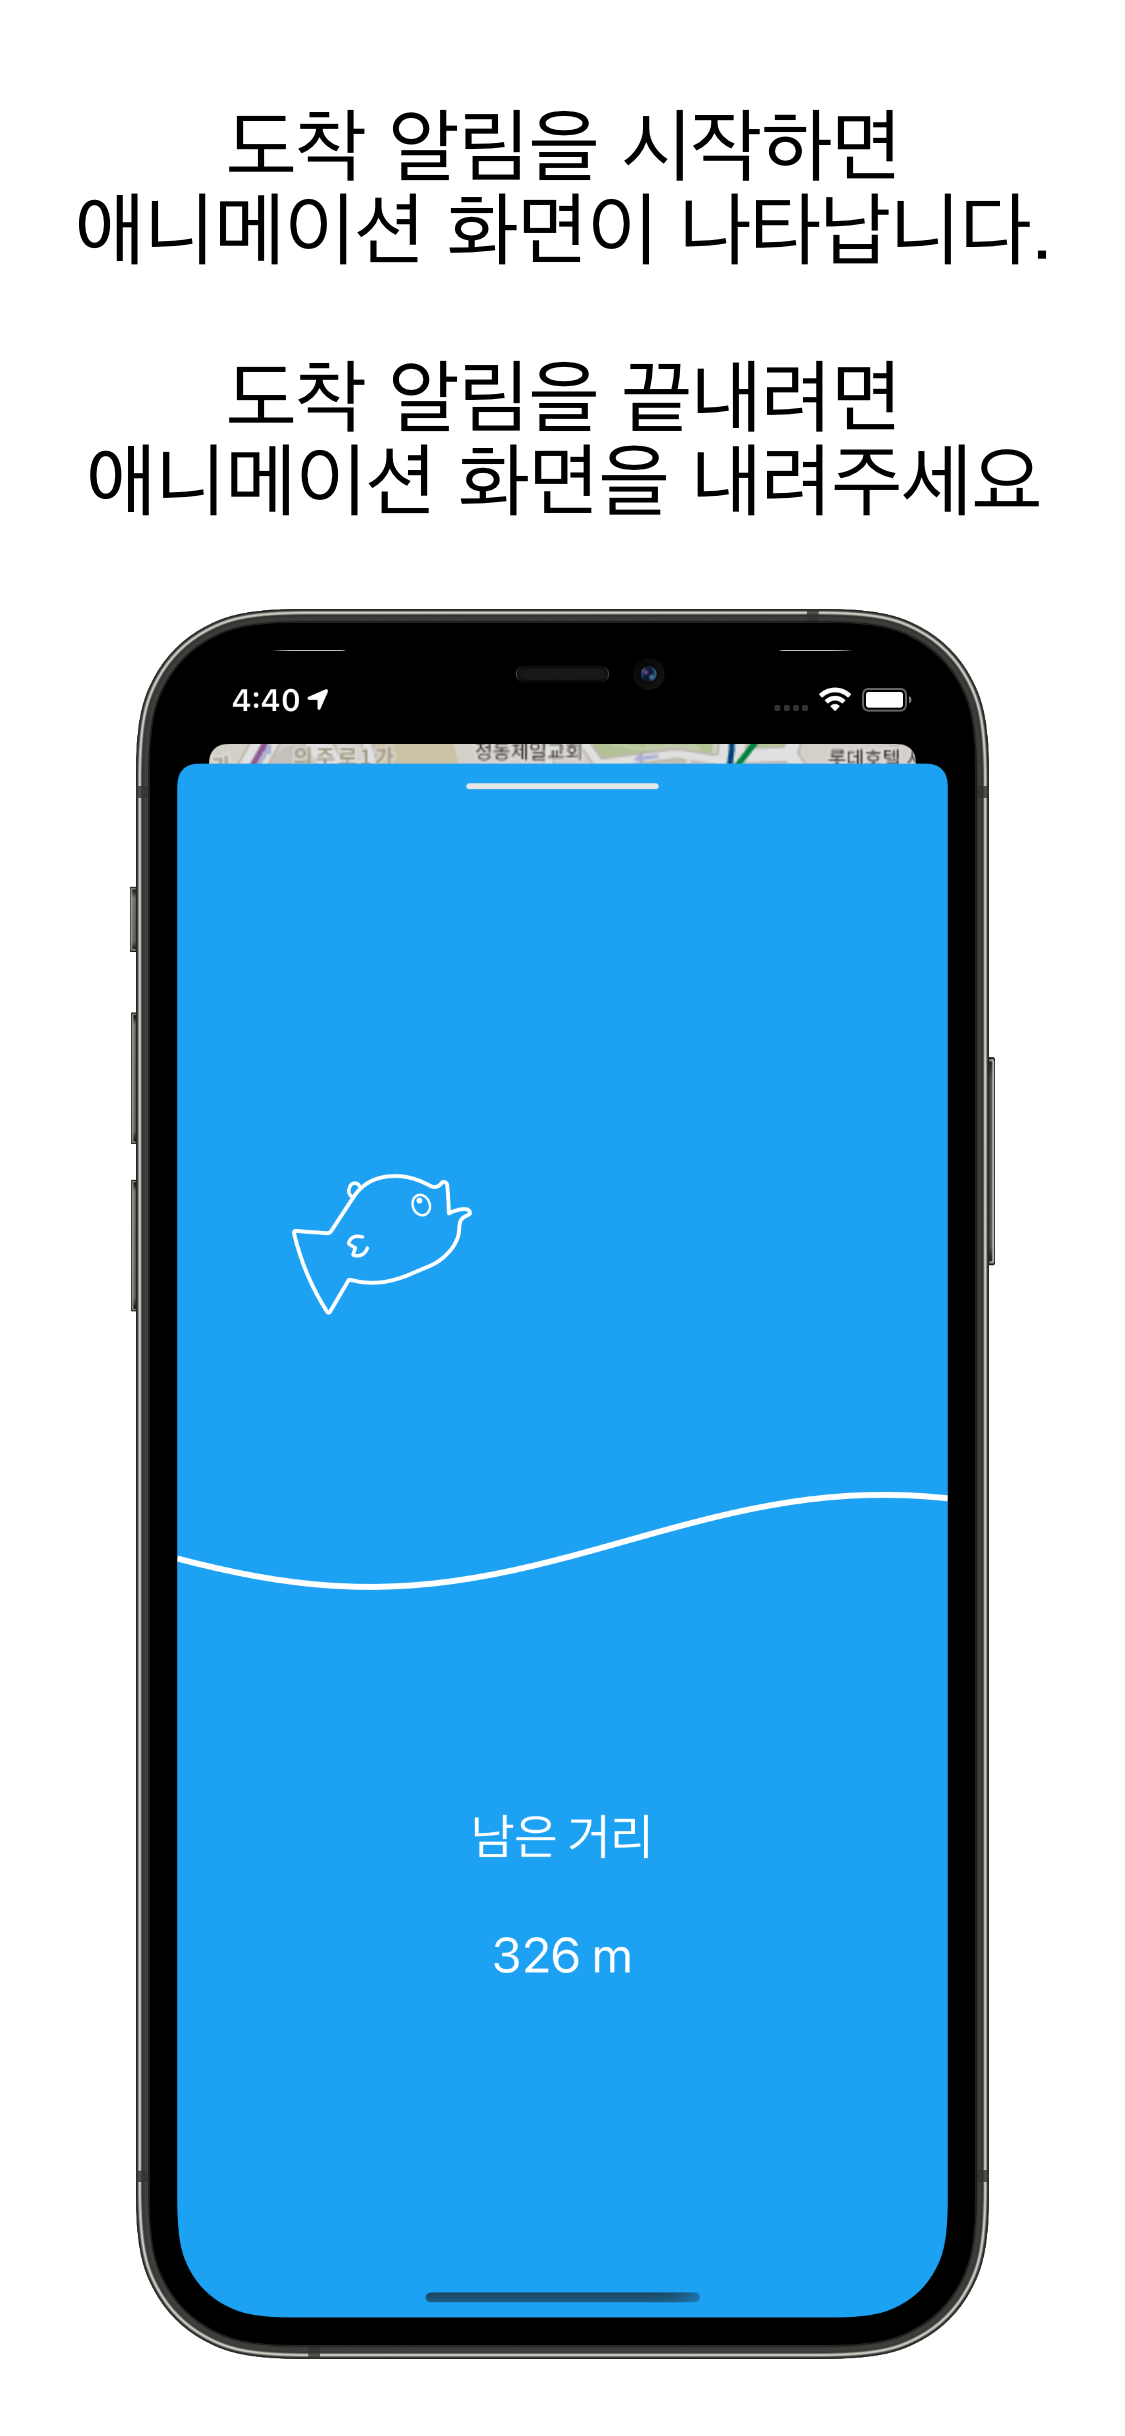 도착 알림을 시작하면
애니메이션 화면이 나타납니다.
도착 알림을 끝내려면
애니메이션 화면을 내려주세요
4:40
의주로1가 정동제일교회 롯데호텔
남은 거리
326 m